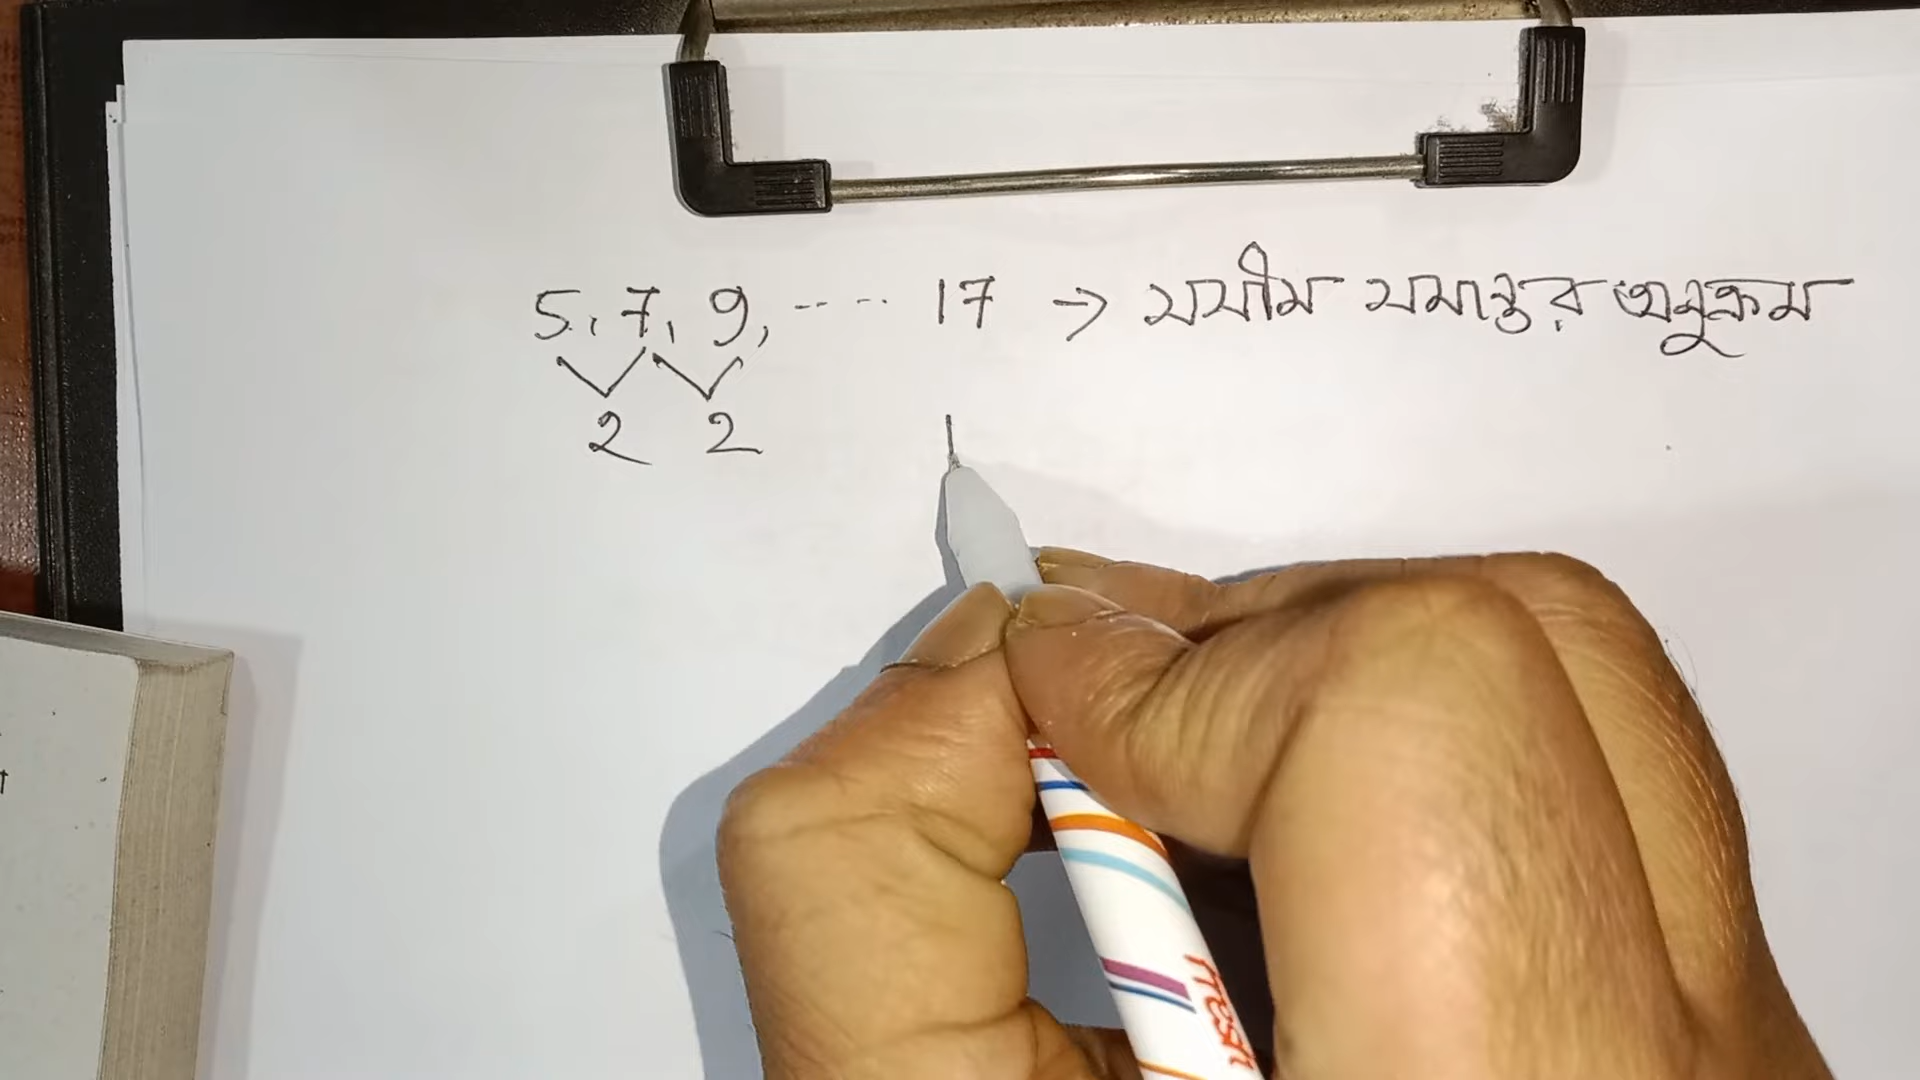 5, 7, 9, ---- 17 → সসীম সমান্তর অনুক্রম
2 2